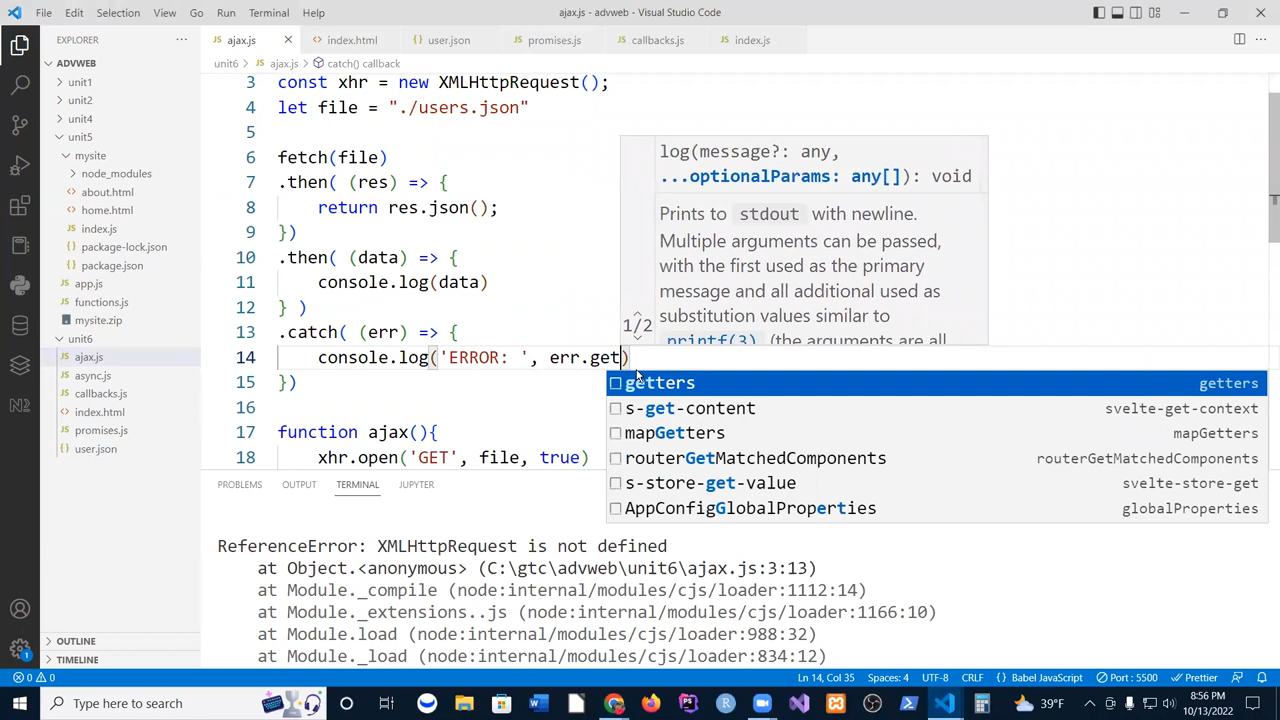 File Edit Selection View Go Run Terminal Help
ajax.js - advweb - Visual Studio Code
EXPLORER
ajax.js
index.html
user.json
promises.js
callbacks.js
index.js
ADVWEB
unit6 > ajax.js > catch() callback
unit1
unit2
unit4
unit5
mysite
node_modules
about.html
home.html
index.js
package-lock.json
package.json
app.js
functions.js
mysite.zip
unit6
ajax.js
async.js
callbacks.js
index.html
promises.js
user.json
OUTLINE
TIMELINE
3 const xhr = new XMLHttpRequest();
4 let file = "./users.json"
5
6 fetch(file)
7 .then( (res) => {
8 return res.json();
9 })
10 .then( (data) => {
11 console.log(data)
12 } )
13 .catch( (err) => {
14 console.log('ERROR: ', err.get)
15 })
16
17 function ajax(){
18 xhr.open('GET', file, true)
log(message?: any,
...optionalParams: any[]): void
Prints to stdout with newline.
Multiple arguments can be passed,
with the first used as the primary
message and all additional used as
substitution values similar to
printf(3) (the arguments are all
1/2
getters getters
s-get-content svelte-get-context
mapGetters mapGetters
routerGetMatchedComponents routerGetMatchedComponents
s-store-get-value svelte-store-get
AppConfigGlobalProperties globalProperties
PROBLEMS OUTPUT TERMINAL JUPYTER
ReferenceError: XMLHttpRequest is not defined
at Object.<anonymous> (C:\gtc\advweb\unit6\ajax.js:3:13)
at Module._compile (node:internal/modules/cjs/loader:1112:14)
at Module._extensions..js (node:internal/modules/cjs/loader:1166:10)
at Module.load (node:internal/modules/cjs/loader:988:32)
at Module._load (node:internal/modules/cjs/loader:834:12)
0 0
Ln 14, Col 35 Spaces: 4 UTF-8 CRLF {} Babel JavaScript Port : 5500 Prettier
Type here to search
39°F
8:56 PM
10/13/2022